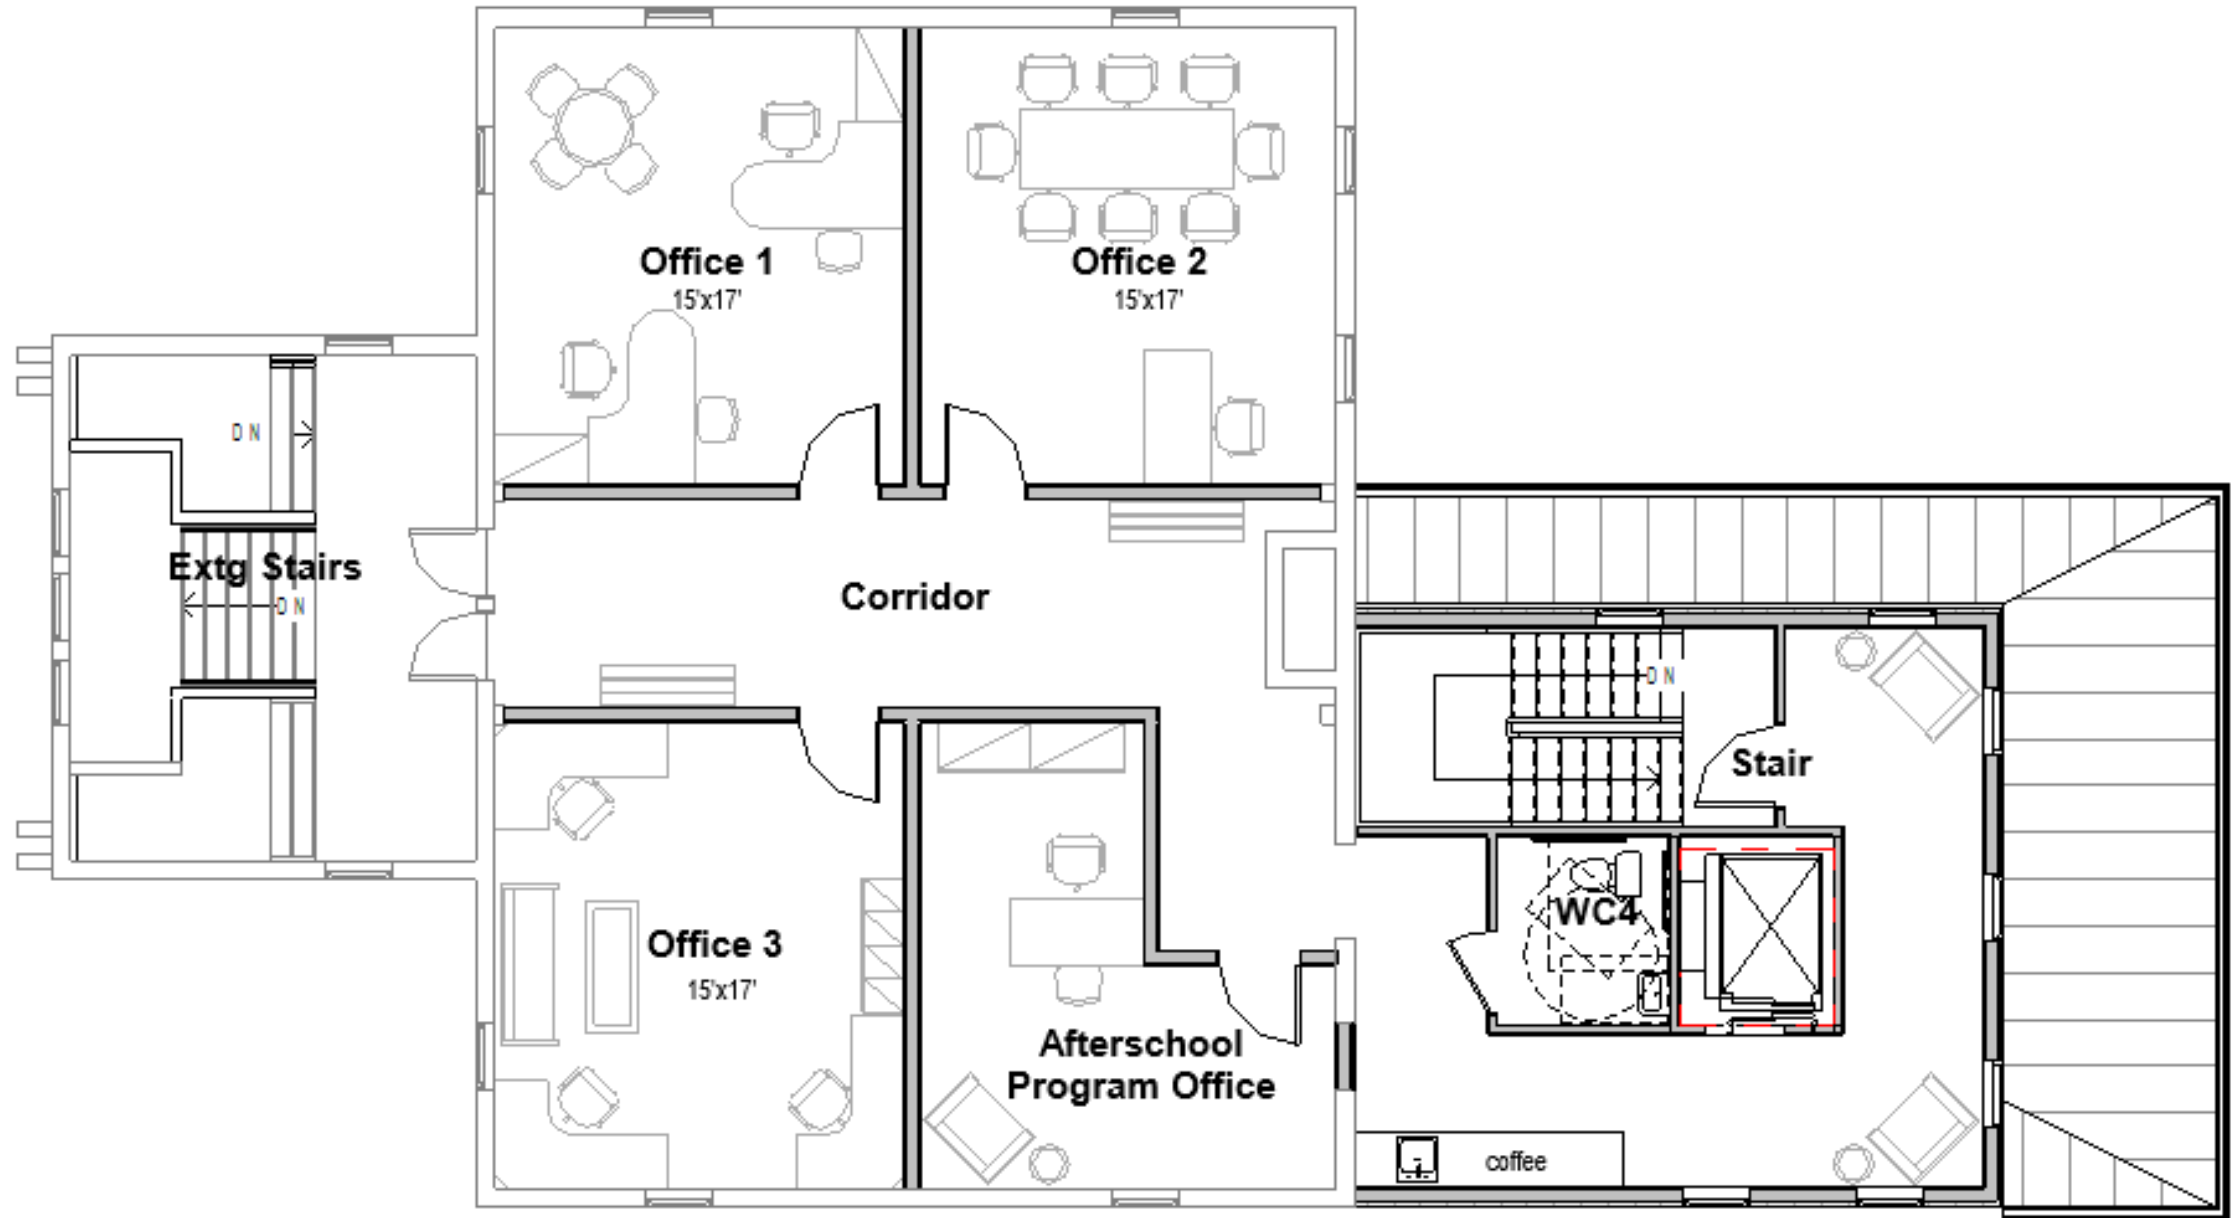 Office 1
15'x17'
Office 2
15'x17'
DN
Extg Stairs
DN
Corridor
DN
Stair
WC4
Office 3
15'x17'
Afterschool
Program Office
coffee